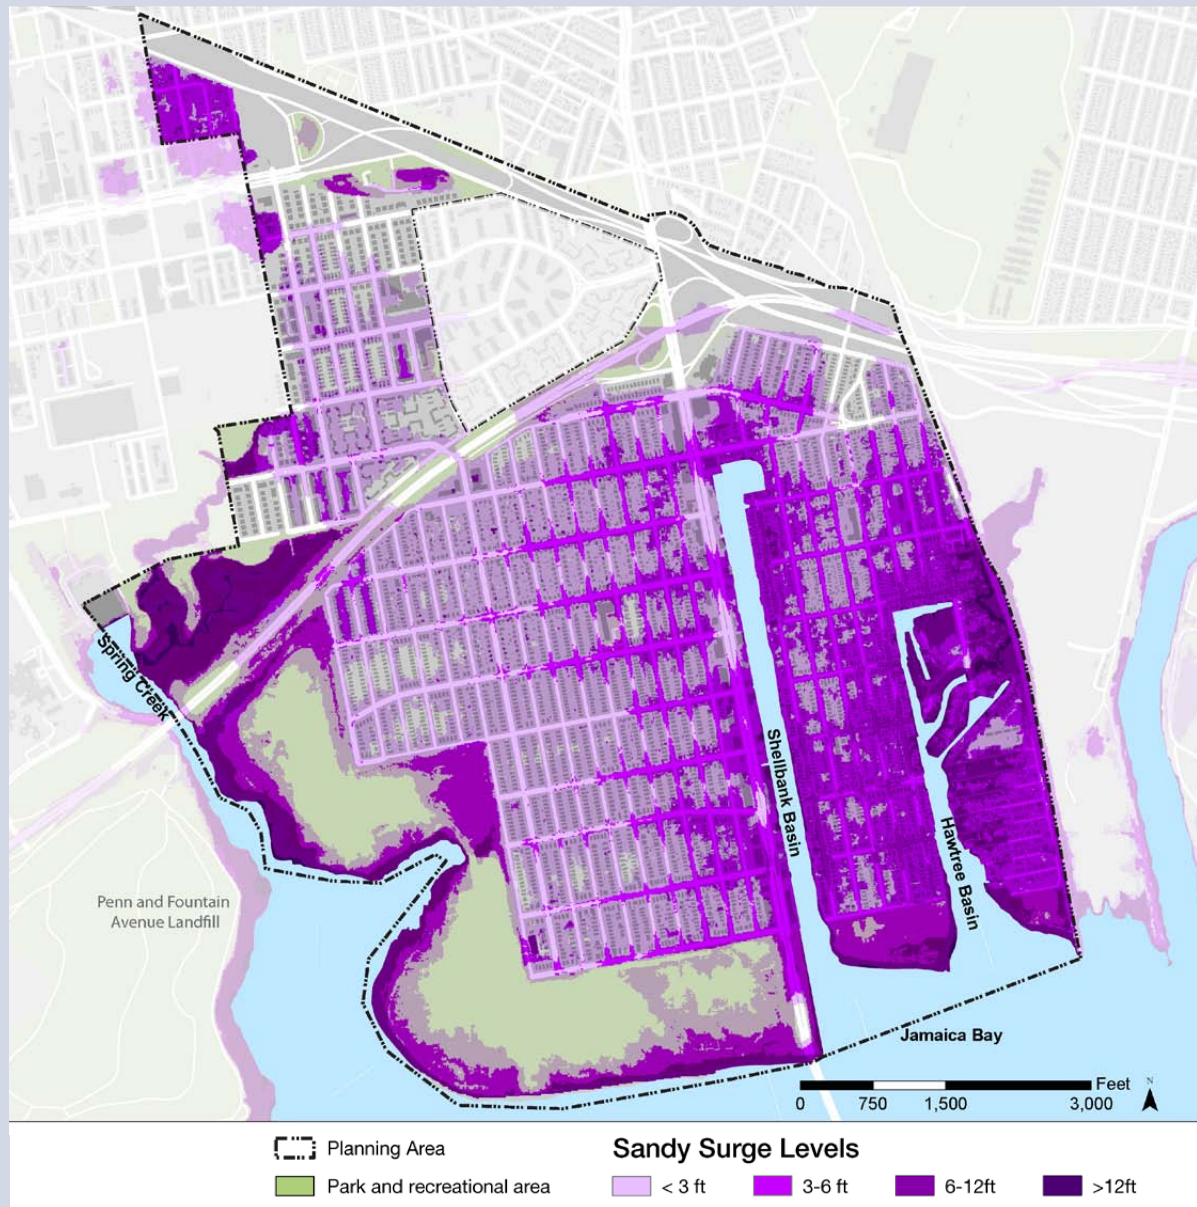 Spring Creek
Penn and Fountain
Avenue Landfill
Shellbank Basin
Hawtree Basin
Jamaica Bay
Feet
N
0 750 1,500 3,000
Planning Area
Park and recreational area
Sandy Surge Levels
< 3 ft 3-6 ft 6-12ft >12ft